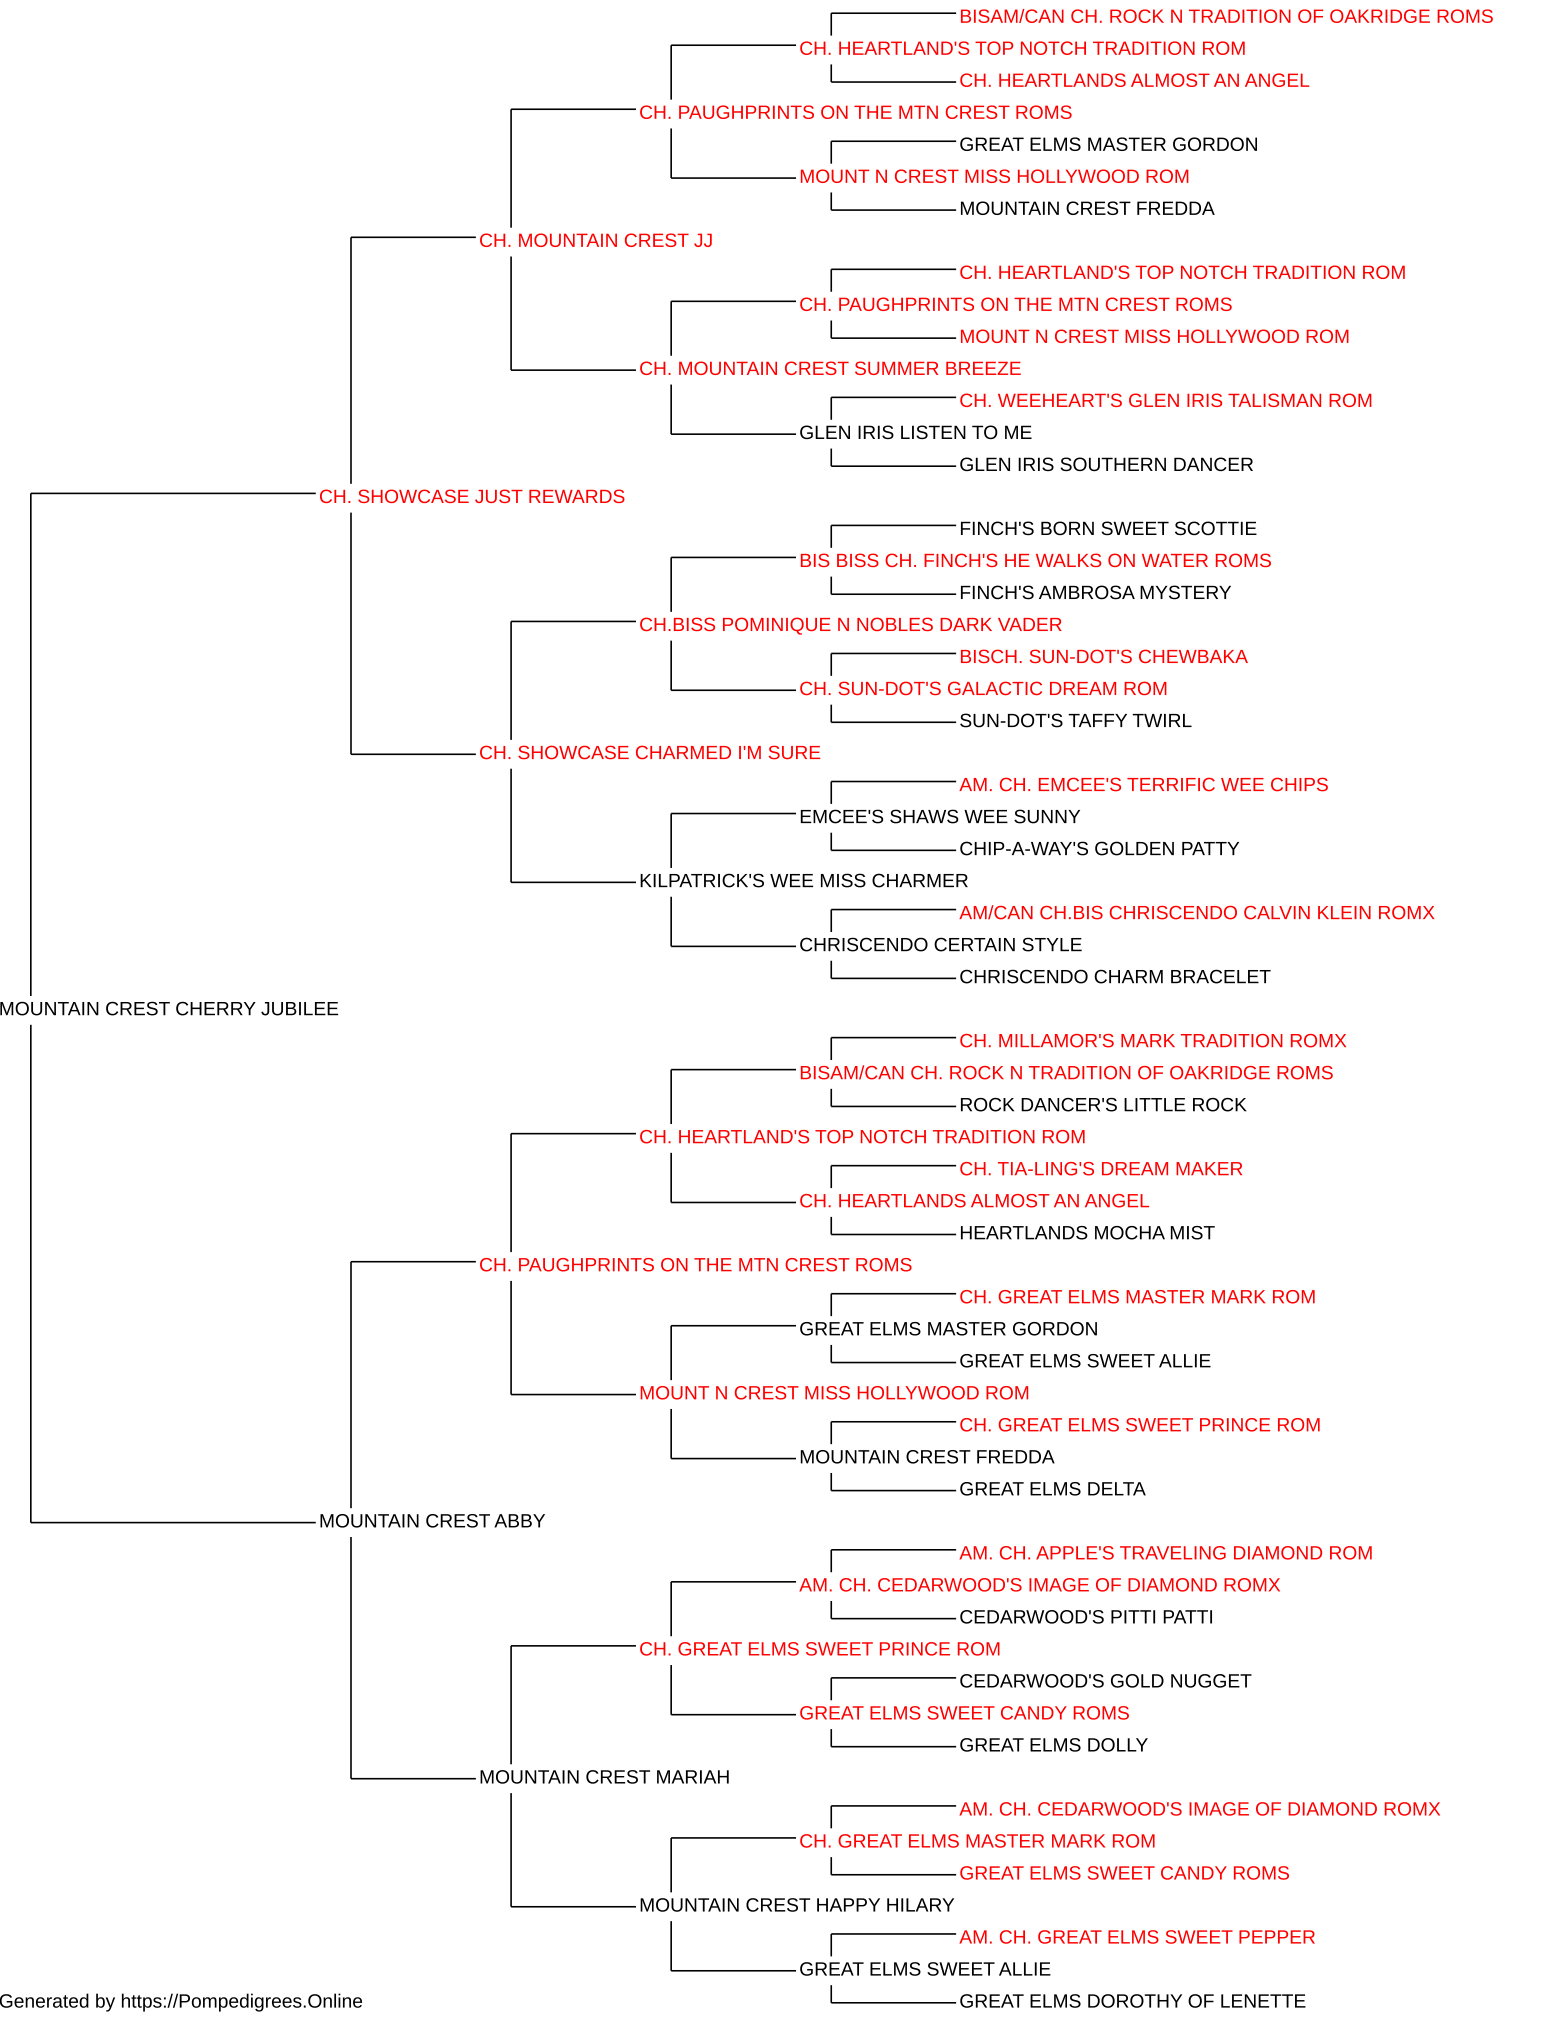 BISAM/CAN CH. ROCK N TRADITION OF OAKRIDGE ROMS
CH. HEARTLAND'S TOP NOTCH TRADITION ROM
CH. HEARTLANDS ALMOST AN ANGEL
CH. PAUGHPRINTS ON THE MTN CREST ROMS
GREAT ELMS MASTER GORDON
MOUNT N CREST MISS HOLLYWOOD ROM
MOUNTAIN CREST FREDDA
CH. MOUNTAIN CREST JJ
CH. HEARTLAND'S TOP NOTCH TRADITION ROM
CH. PAUGHPRINTS ON THE MTN CREST ROMS
MOUNT N CREST MISS HOLLYWOOD ROM
CH. MOUNTAIN CREST SUMMER BREEZE
CH. WEEHEART'S GLEN IRIS TALISMAN ROM
GLEN IRIS LISTEN TO ME
GLEN IRIS SOUTHERN DANCER
CH. SHOWCASE JUST REWARDS
FINCH'S BORN SWEET SCOTTIE
BIS BISS CH. FINCH'S HE WALKS ON WATER ROMS
FINCH'S AMBROSA MYSTERY
CH.BISS POMINIQUE N NOBLES DARK VADER
BISCH. SUN-DOT'S CHEWBAKA
CH. SUN-DOT'S GALACTIC DREAM ROM
SUN-DOT'S TAFFY TWIRL
CH. SHOWCASE CHARMED I'M SURE
AM. CH. EMCEE'S TERRIFIC WEE CHIPS
EMCEE'S SHAWS WEE SUNNY
CHIP-A-WAY'S GOLDEN PATTY
KILPATRICK'S WEE MISS CHARMER
AM/CAN CH.BIS CHRISCENDO CALVIN KLEIN ROMX
CHRISCENDO CERTAIN STYLE
CHRISCENDO CHARM BRACELET
MOUNTAIN CREST CHERRY JUBILEE
CH. MILLAMOR'S MARK TRADITION ROMX
BISAM/CAN CH. ROCK N TRADITION OF OAKRIDGE ROMS
ROCK DANCER'S LITTLE ROCK
CH. HEARTLAND'S TOP NOTCH TRADITION ROM
CH. TIA-LING'S DREAM MAKER
CH. HEARTLANDS ALMOST AN ANGEL
HEARTLANDS MOCHA MIST
CH. PAUGHPRINTS ON THE MTN CREST ROMS
CH. GREAT ELMS MASTER MARK ROM
GREAT ELMS MASTER GORDON
GREAT ELMS SWEET ALLIE
MOUNT N CREST MISS HOLLYWOOD ROM
CH. GREAT ELMS SWEET PRINCE ROM
MOUNTAIN CREST FREDDA
GREAT ELMS DELTA
MOUNTAIN CREST ABBY
AM. CH. APPLE'S TRAVELING DIAMOND ROM
AM. CH. CEDARWOOD'S IMAGE OF DIAMOND ROMX
CEDARWOOD'S PITTI PATTI
CH. GREAT ELMS SWEET PRINCE ROM
CEDARWOOD'S GOLD NUGGET
GREAT ELMS SWEET CANDY ROMS
GREAT ELMS DOLLY
MOUNTAIN CREST MARIAH
AM. CH. CEDARWOOD'S IMAGE OF DIAMOND ROMX
CH. GREAT ELMS MASTER MARK ROM
GREAT ELMS SWEET CANDY ROMS
MOUNTAIN CREST HAPPY HILARY
AM. CH. GREAT ELMS SWEET PEPPER
GREAT ELMS SWEET ALLIE
GREAT ELMS DOROTHY OF LENETTE
Generated by https://Pompedigrees.Online